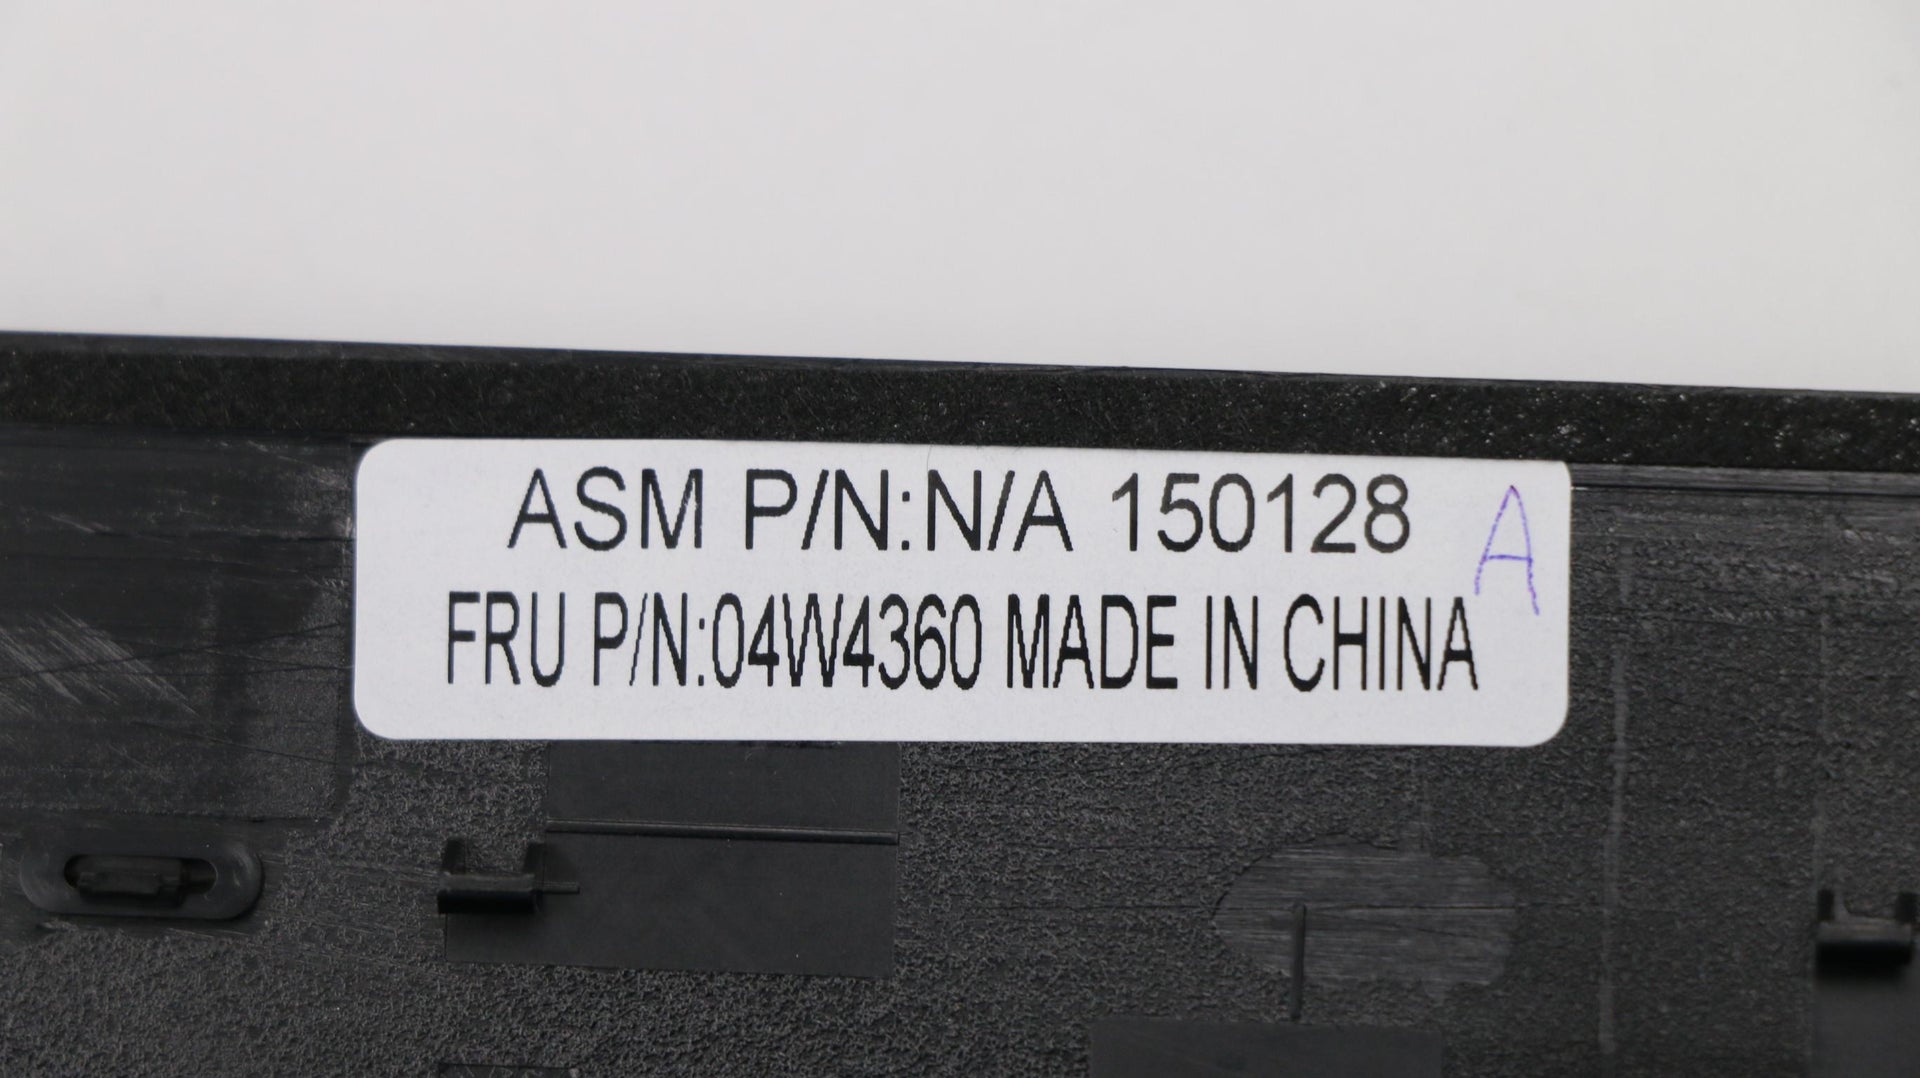 ASM P/N:N/A 150128
A
FRU P/N:04W4360 MADE IN CHINA